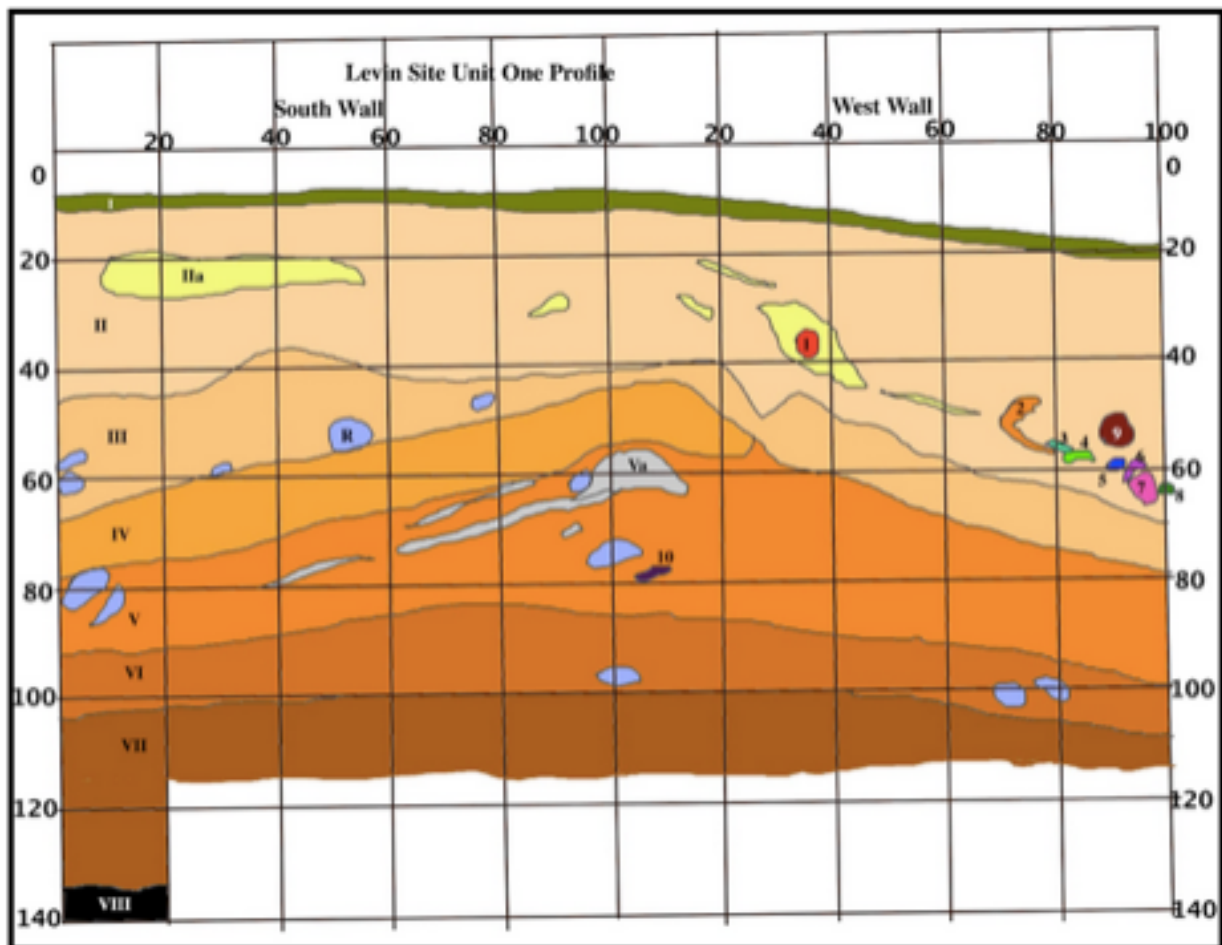 Levin Site Unit One Profile
South Wall West Wall
20 40 60 80 100 20 40 60 80 100
0 0
I
20 20
IIa
II
1
40 40
2
III R 3 4 9
Va 5 6
60 60
7 8
IV
10
80 80
V
VI
100 100
VII
120 120
VIII
140 140